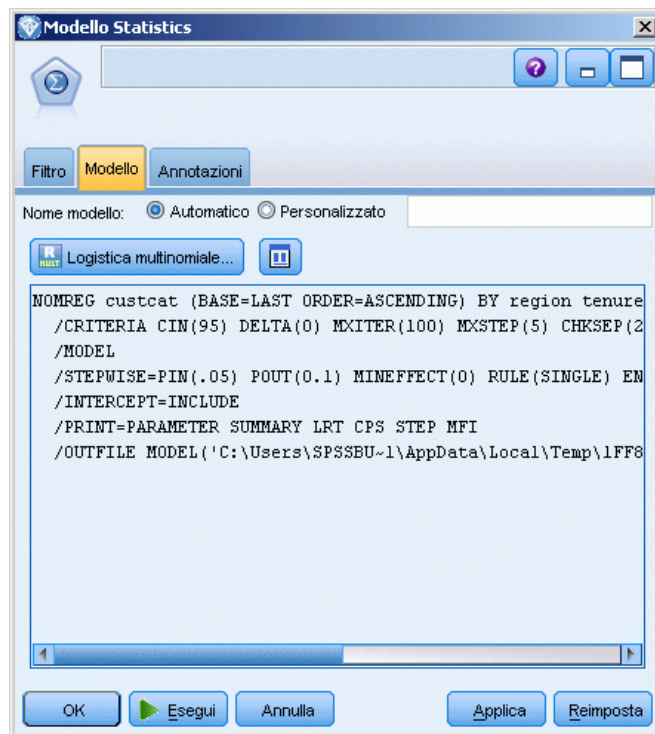 Modello Statistics
Filtro Modello Annotazioni
Nome modello: Automatico Personalizzato
R MULT Logistica multinomiale...
NOMREG custcat (BASE=LAST ORDER=ASCENDING) BY region tenure
/CRITERIA CIN(95) DELTA(0) MXITER(100) MXSTEP(5) CHKSEP(2
/MODEL
/STEPWISE=PIN(.05) POUT(0.1) MINEFFECT(0) RULE(SINGLE) EN
/INTERCEPT=INCLUDE
/PRINT=PARAMETER SUMMARY LRT CPS STEP MFI
/OUTFILE MODEL('C:\Users\SPSSBU~1\AppData\Local\Temp\1FF8
OK Esegui Annulla Applica Reimposta